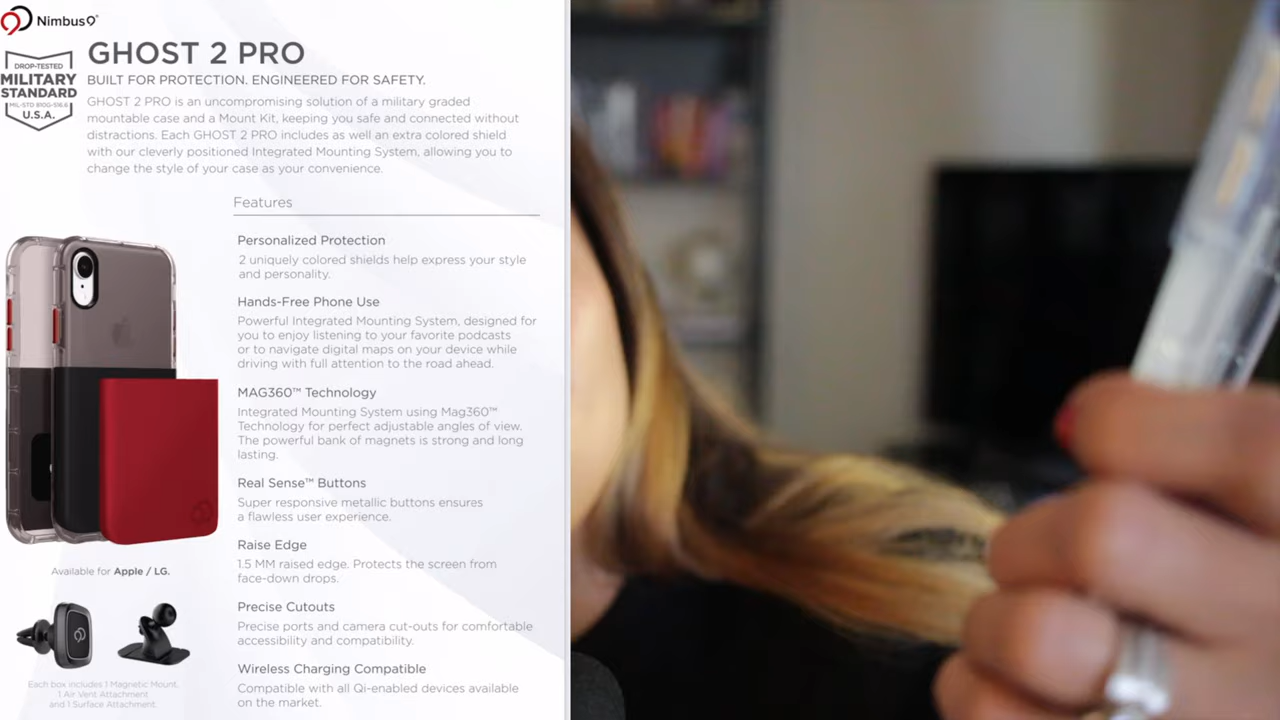 Nimbus9®
DROP-TESTED
MILITARY
STANDARD
MIL-STD 810G-516.6
U.S.A.
GHOST 2 PRO
BUILT FOR PROTECTION. ENGINEERED FOR SAFETY.
GHOST 2 PRO is an uncompromising solution of a military graded
mountable case and a Mount Kit, keeping you safe and connected without
distractions. Each GHOST 2 PRO includes as well an extra colored shield
with our cleverly positioned Integrated Mounting System, allowing you to
change the style of your case as your convenience.
Features
Personalized Protection
2 uniquely colored shields help express your style
and personality.
Hands-Free Phone Use
Powerful Integrated Mounting System, designed for
you to enjoy listening to your favorite podcasts
or to navigate digital maps on your device while
driving with full attention to the road ahead.
MAG360™ Technology
Integrated Mounting System using Mag360™
Technology for perfect adjustable angles of view.
The powerful bank of magnets is strong and long
lasting.
Real Sense™ Buttons
Super responsive metallic buttons ensures
a flawless user experience.
Raise Edge
1.5 MM raised edge. Protects the screen from
face-down drops.
Precise Cutouts
Precise ports and camera cut-outs for comfortable
accessibility and compatibility.
Wireless Charging Compatible
Compatible with all Qi-enabled devices available
on the market.
Available for Apple / LG.
Each box includes 1 Magnetic Mount,
1 Air Vent Attachment
and 1 Surface Attachment.